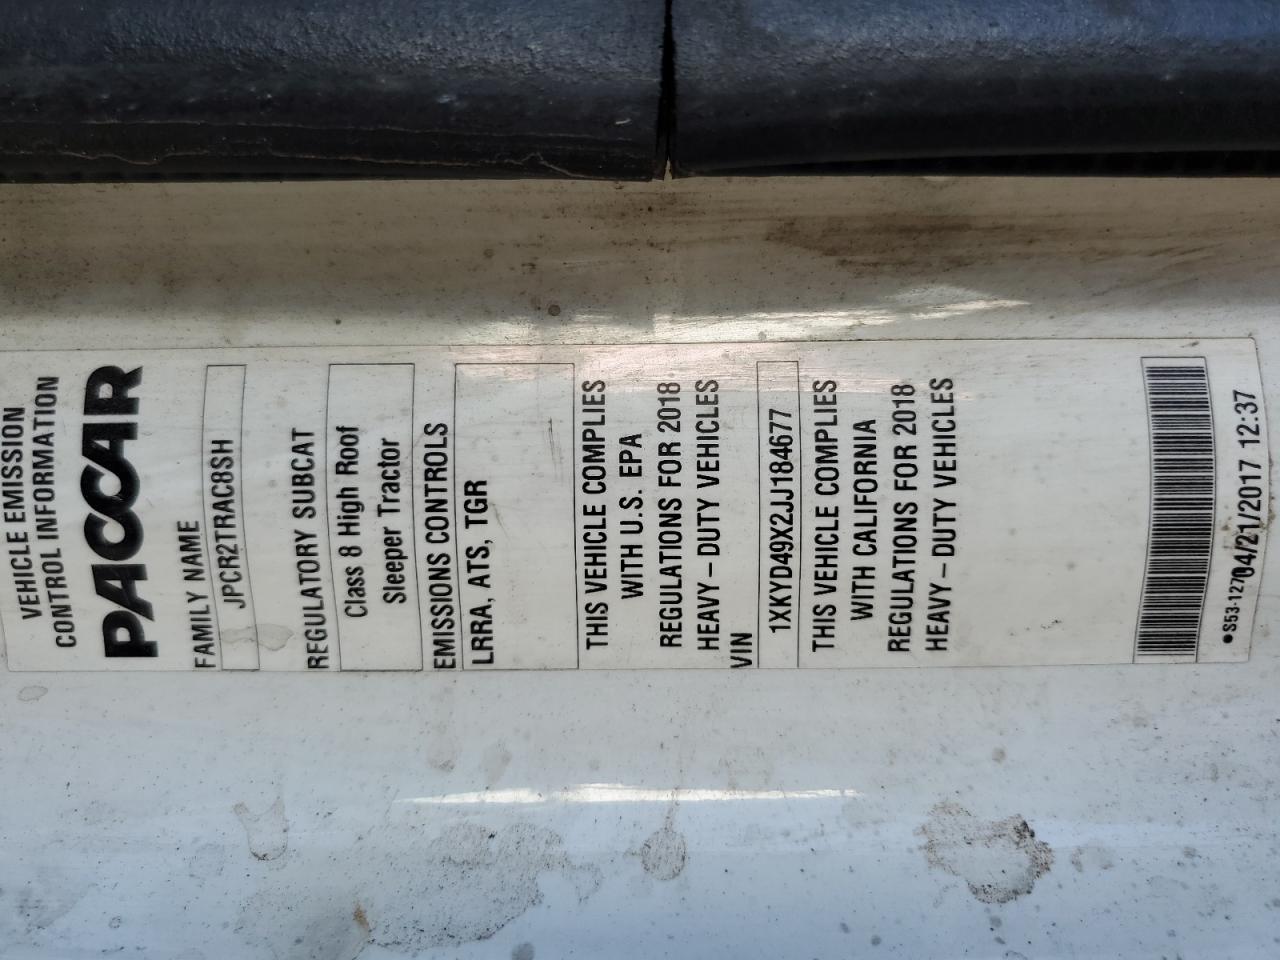 VEHICLE EMISSION
CONTROL INFORMATION
PACCAR
FAMILY NAME
JPCR2TRAC8SH
REGULATORY SUBCAT
Class 8 High Roof
Sleeper Tractor
EMISSIONS CONTROLS
LRRA, ATS, TGR
THIS VEHICLE COMPLIES
WITH U.S. EPA
REGULATIONS FOR 2018
HEAVY – DUTY VEHICLES
VIN
1XKYD49X2JJ184677
THIS VEHICLE COMPLIES
WITH CALIFORNIA
REGULATIONS FOR 2018
HEAVY – DUTY VEHICLES
04/21/2017 12:37